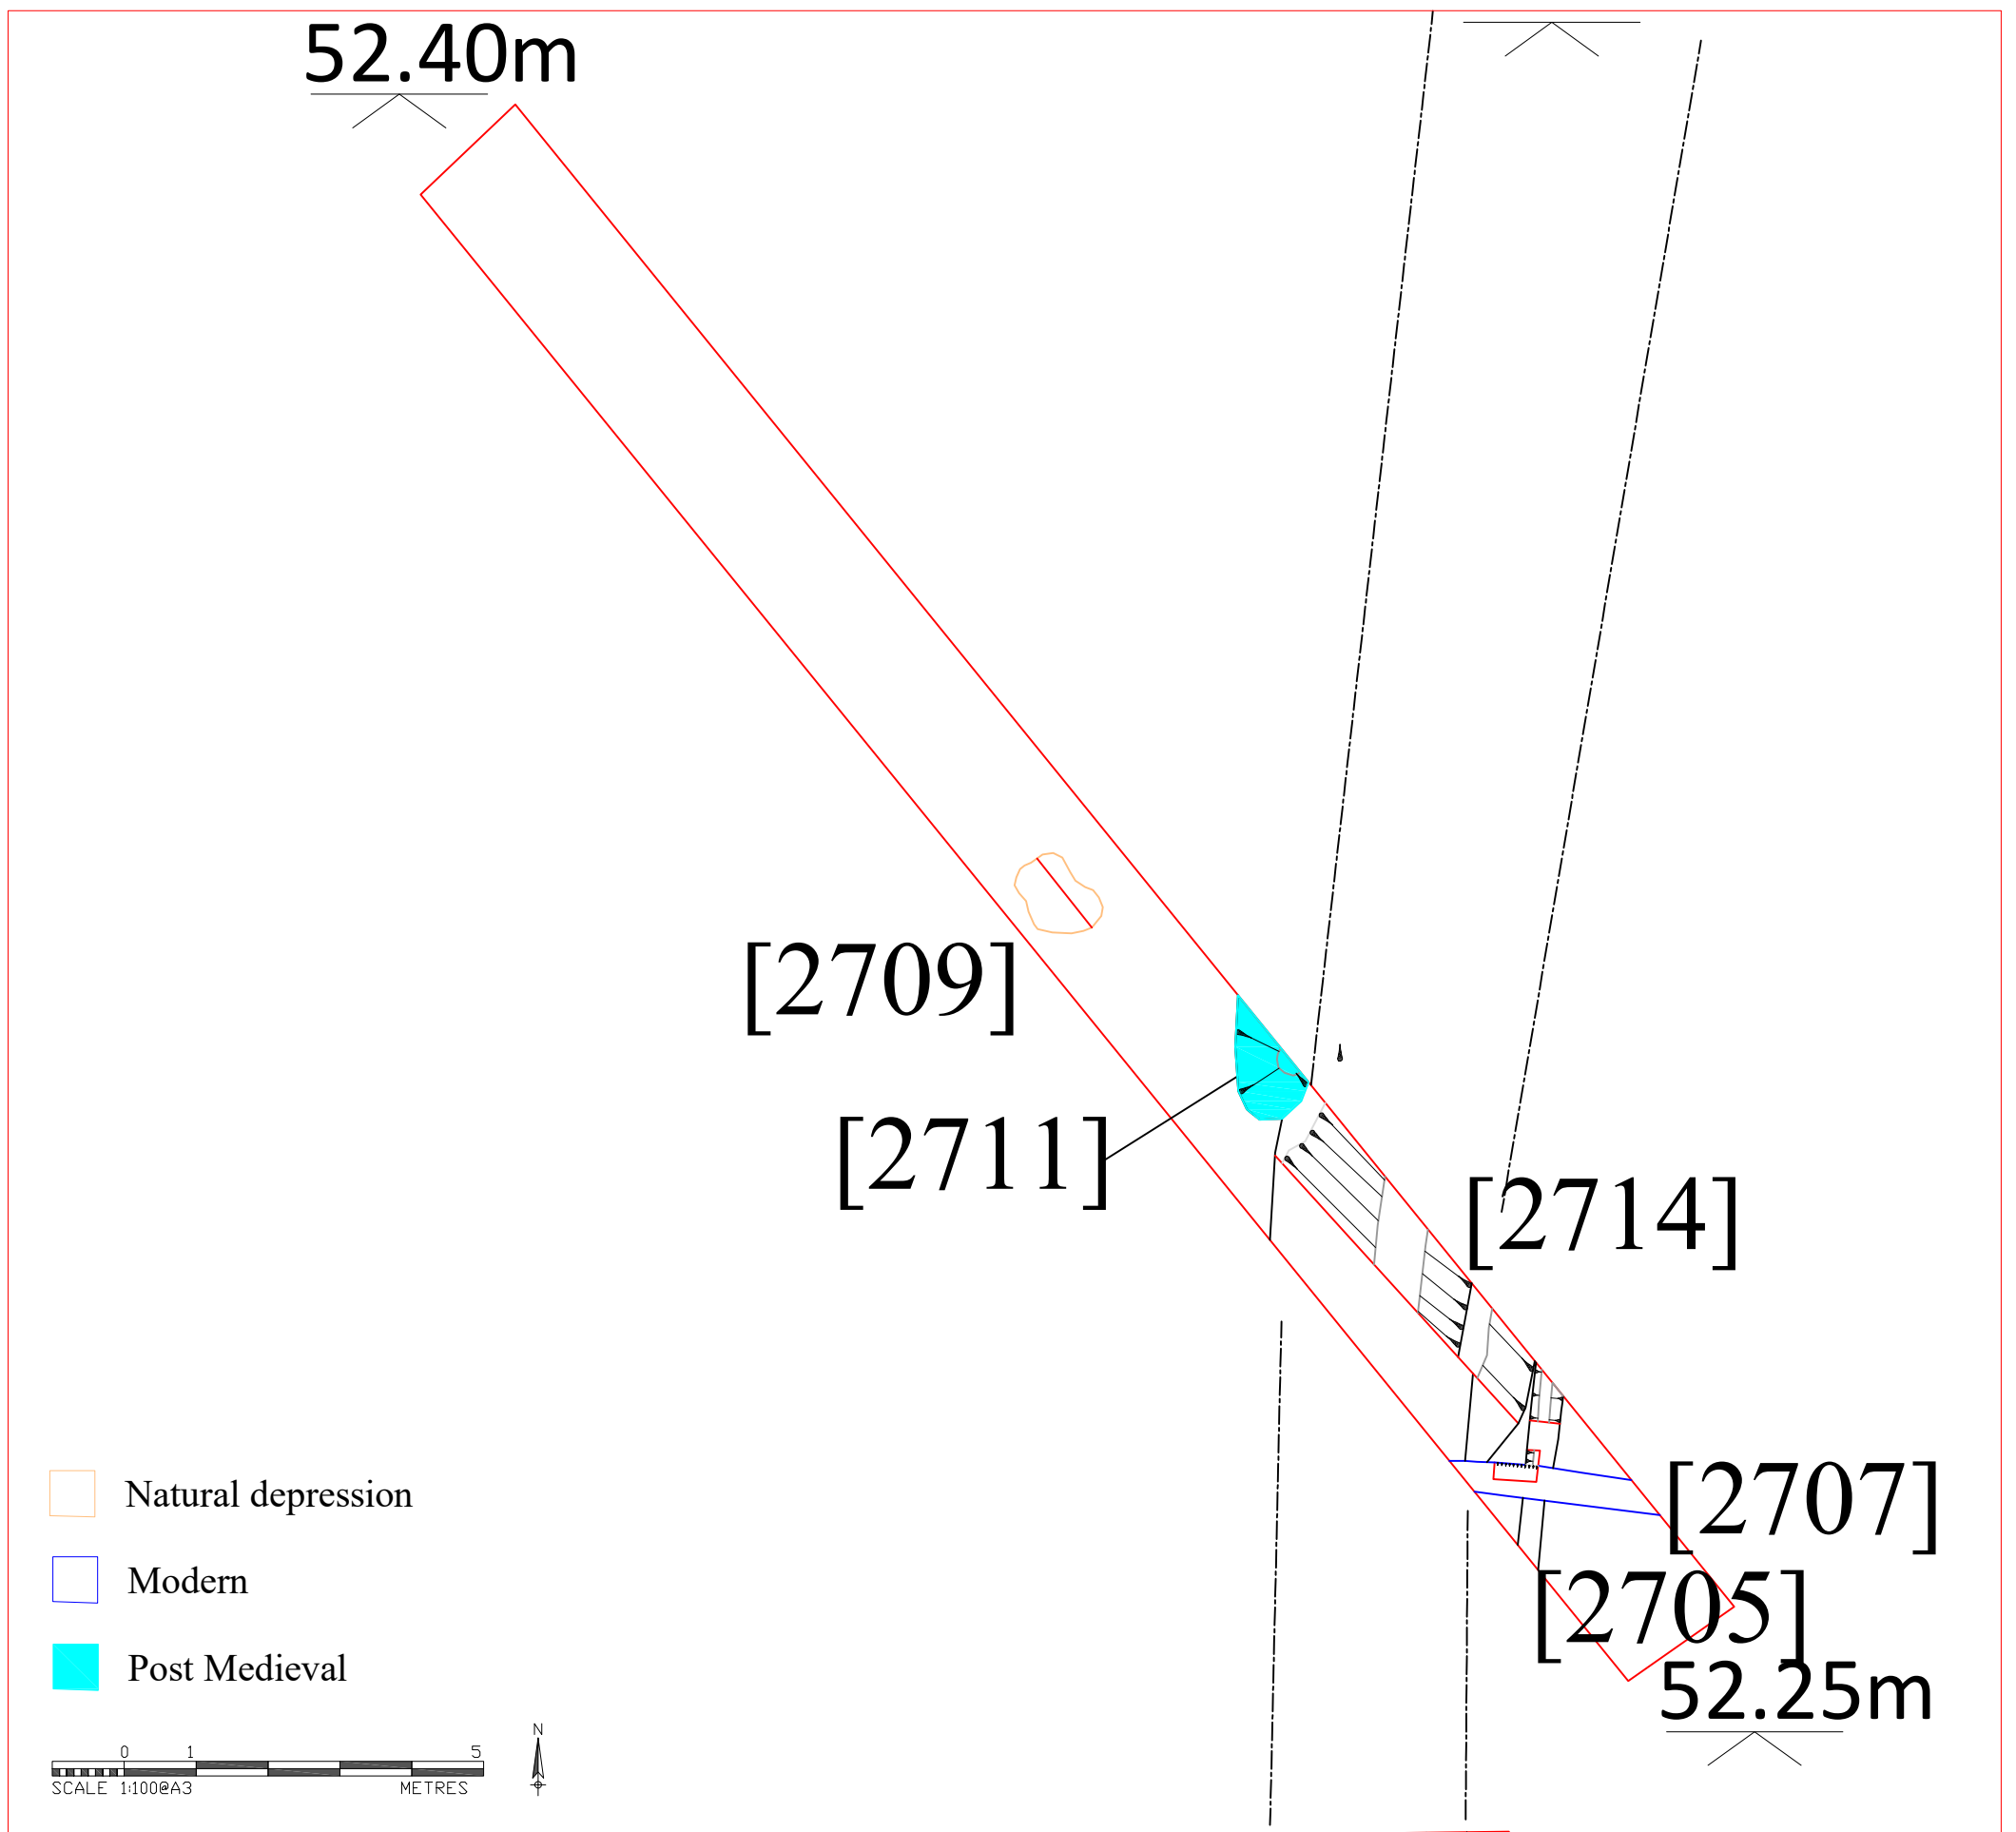 52.40m
[2709]
[2711]
[2714]
[2707]
[2705]
52.25m
Natural depression
Modern
Post Medieval
0 1 5
SCALE 1:100@A3 METRES
N